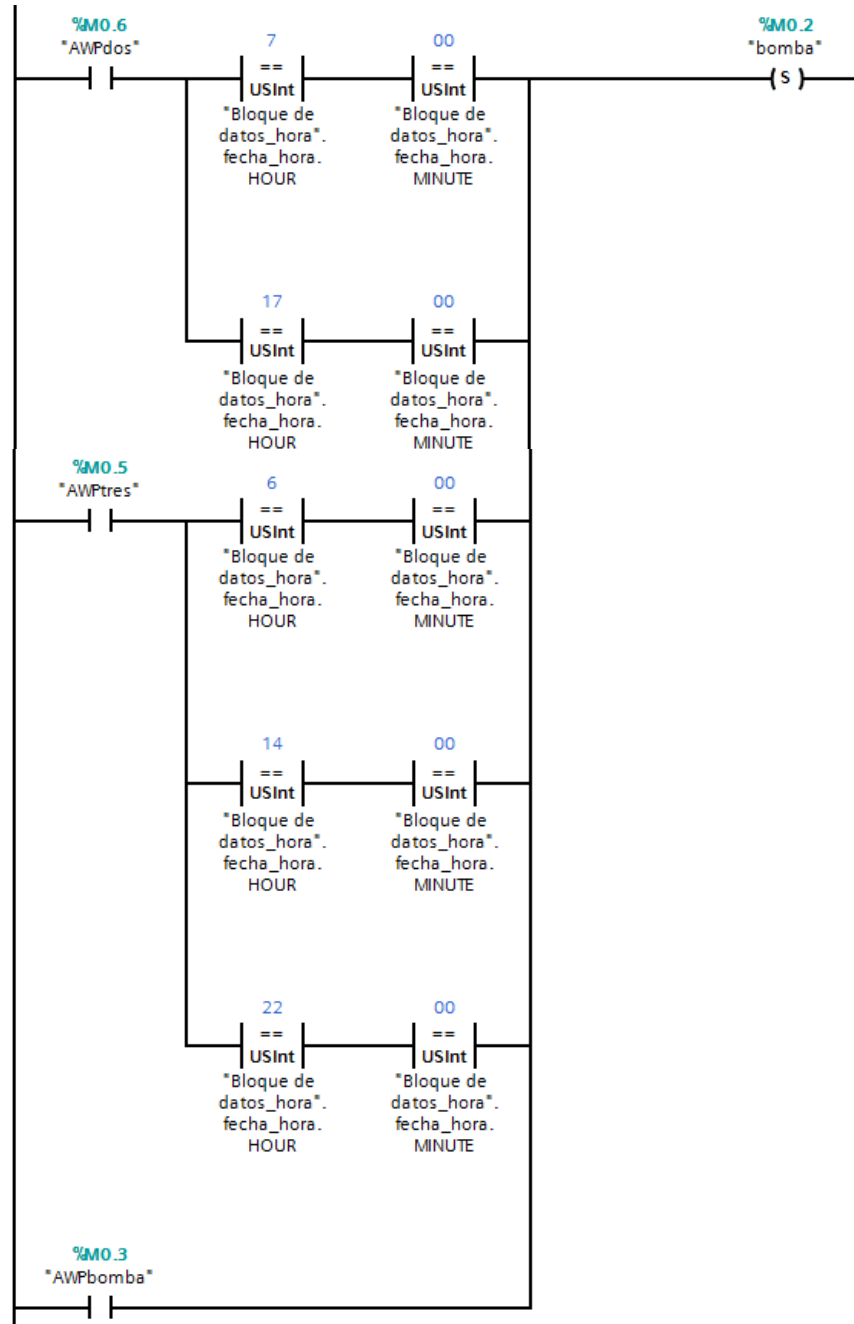 %M0.6 %M0.2
"AWPdos" 7 00 "bomba"
== ==
USInt USInt S
"Bloque de "Bloque de
datos_hora". datos_hora".
fecha_hora. fecha_hora.
HOUR MINUTE
17 00
== ==
USInt USInt
"Bloque de "Bloque de
datos_hora". datos_hora".
fecha_hora. fecha_hora.
HOUR MINUTE
%M0.5
"AWPtres" 6 00
== ==
USInt USInt
"Bloque de "Bloque de
datos_hora". datos_hora".
fecha_hora. fecha_hora.
HOUR MINUTE
14 00
== ==
USInt USInt
"Bloque de "Bloque de
datos_hora". datos_hora".
fecha_hora. fecha_hora.
HOUR MINUTE
22 00
== ==
USInt USInt
"Bloque de "Bloque de
datos_hora". datos_hora".
fecha_hora. fecha_hora.
HOUR MINUTE
%M0.3
"AWPbomba"